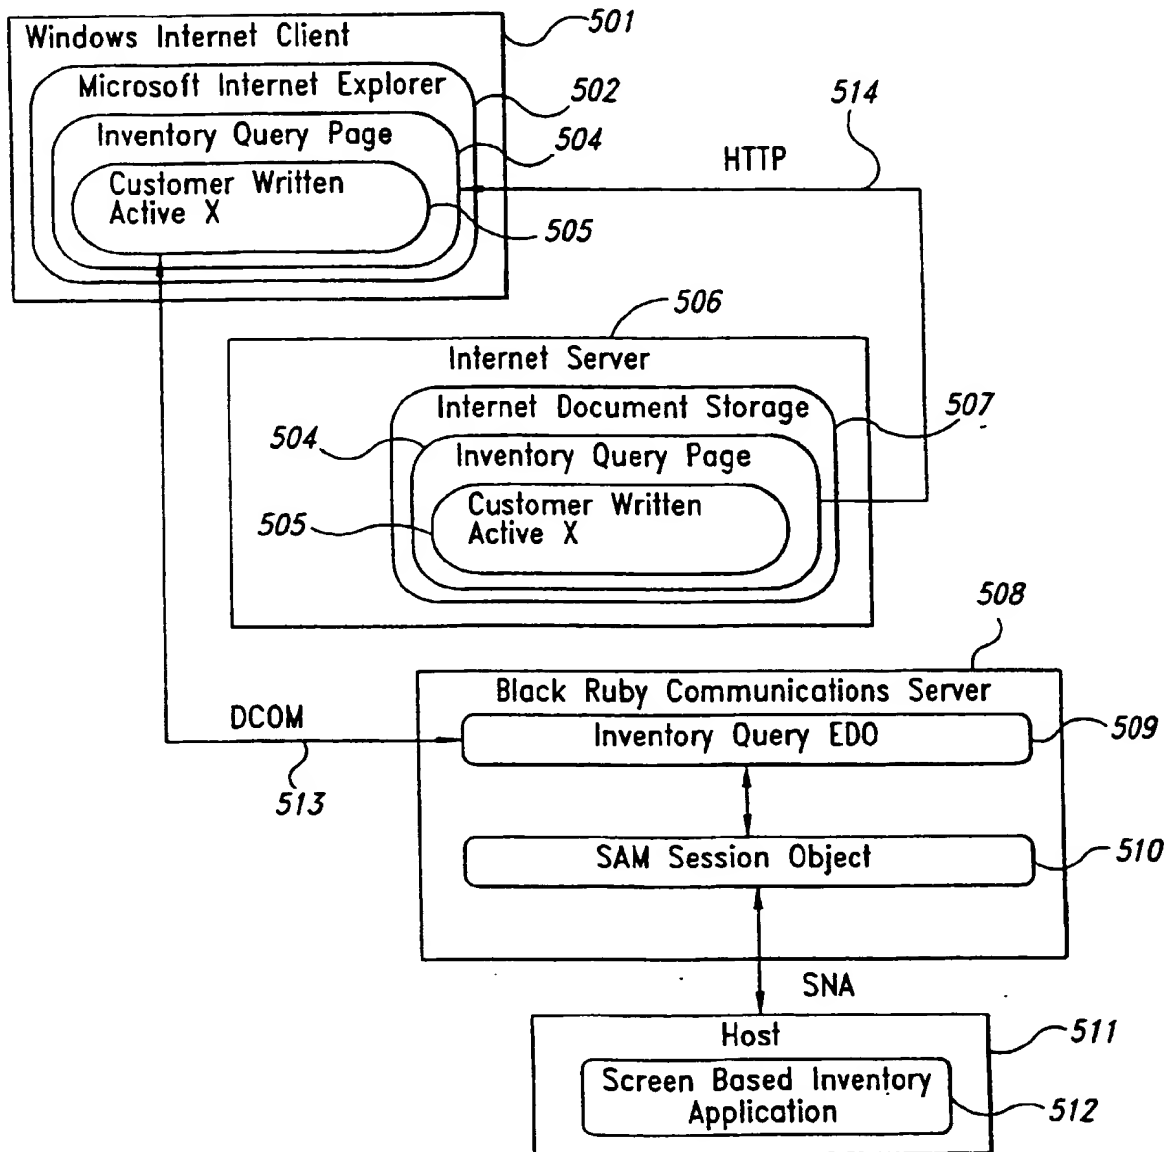 Windows Internet Client
501
Microsoft Internet Explorer
502
Inventory Query Page
504
Customer Written
Active X
505
HTTP
514
506
Internet Server
Internet Document Storage
507
504
Inventory Query Page
505
Customer Written
Active X
508
Black Ruby Communications Server
DCOM
513
Inventory Query EDO
509
SAM Session Object
510
SNA
Host
511
Screen Based Inventory
Application
512